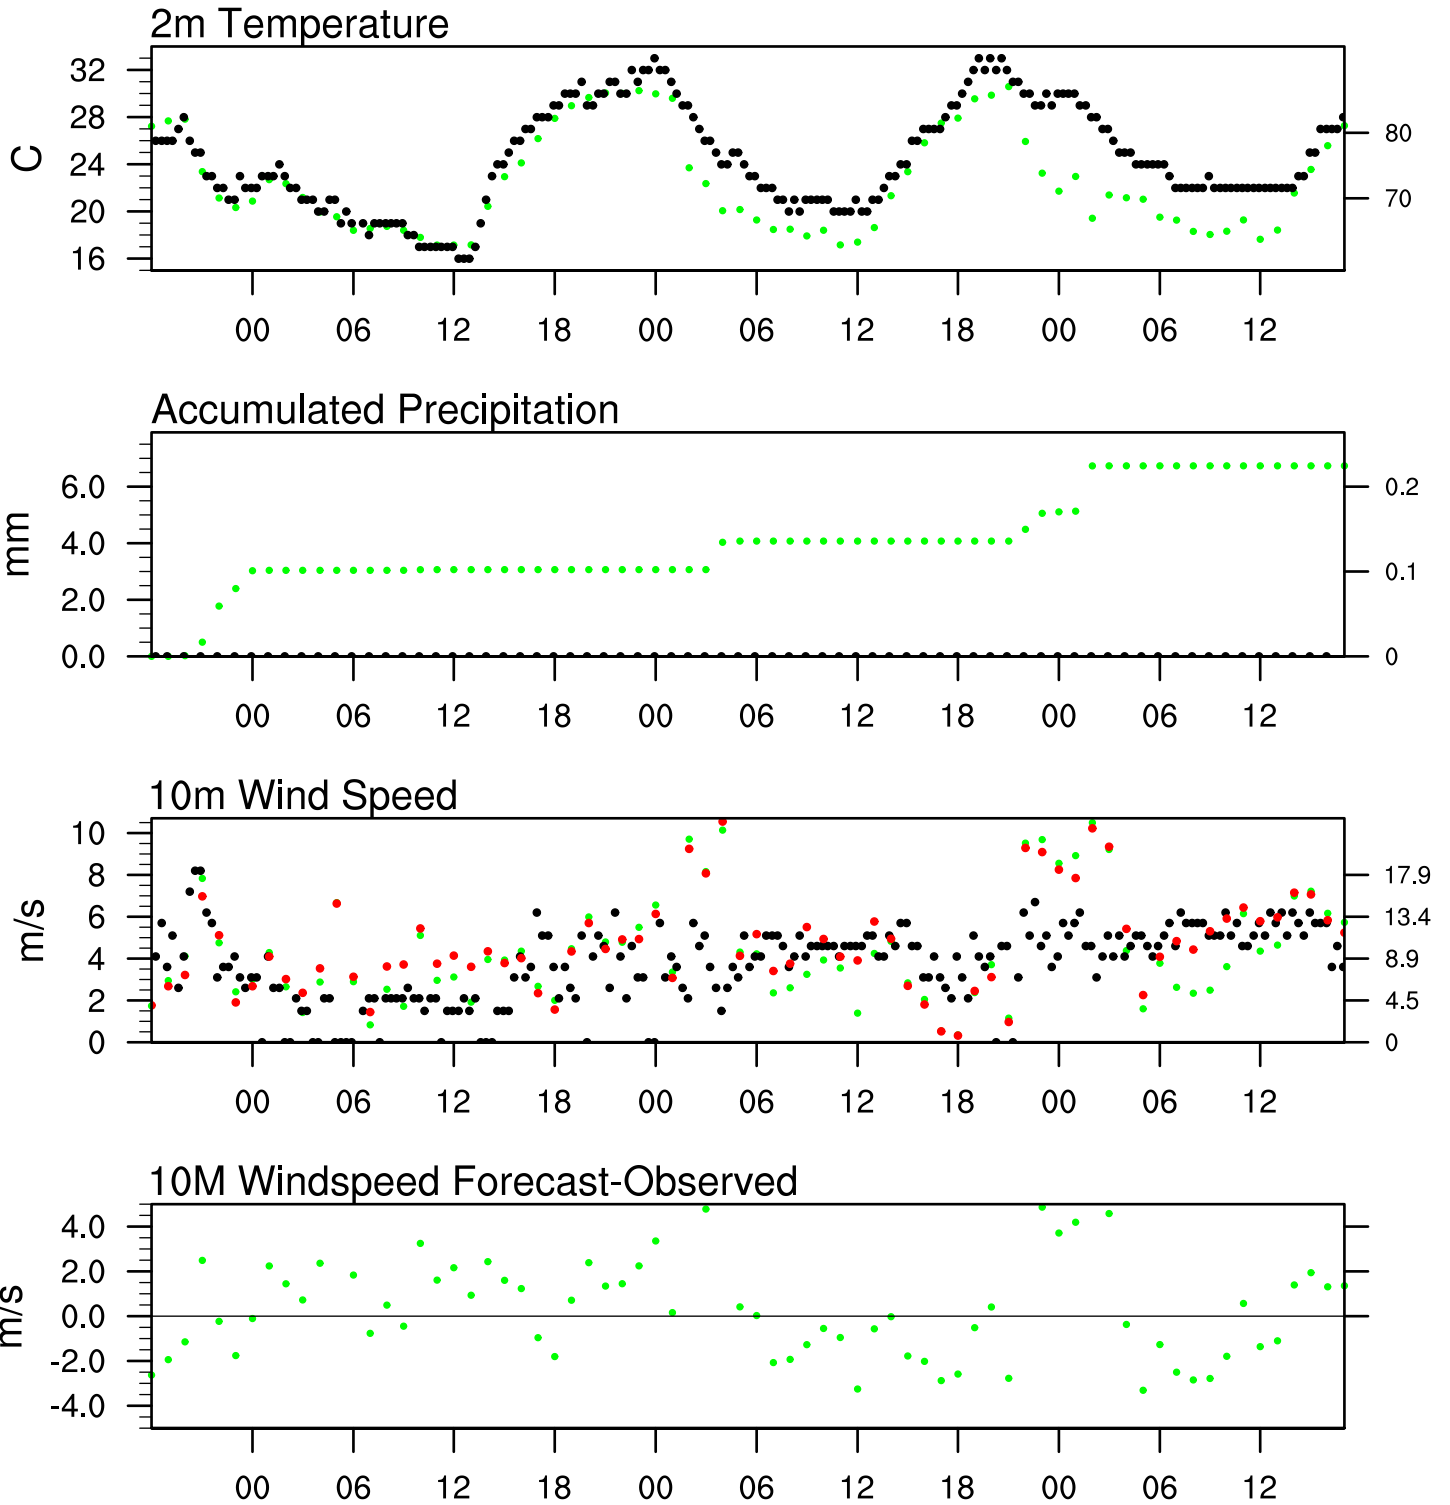 2m Temperature
32
28
24
20
16
C
80
70
00 06 12 18 00 06 12 18 00 06 12
Accumulated Precipitation
6.0
4.0
2.0
0.0
mm
0.2
0.1
0
00 06 12 18 00 06 12 18 00 06 12
10m Wind Speed
10
8
6
4
2
0
m/s
17.9
13.4
8.9
4.5
0
00 06 12 18 00 06 12 18 00 06 12
10M Windspeed Forecast-Observed
4.0
2.0
0.0
-2.0
-4.0
m/s
00 06 12 18 00 06 12 18 00 06 12